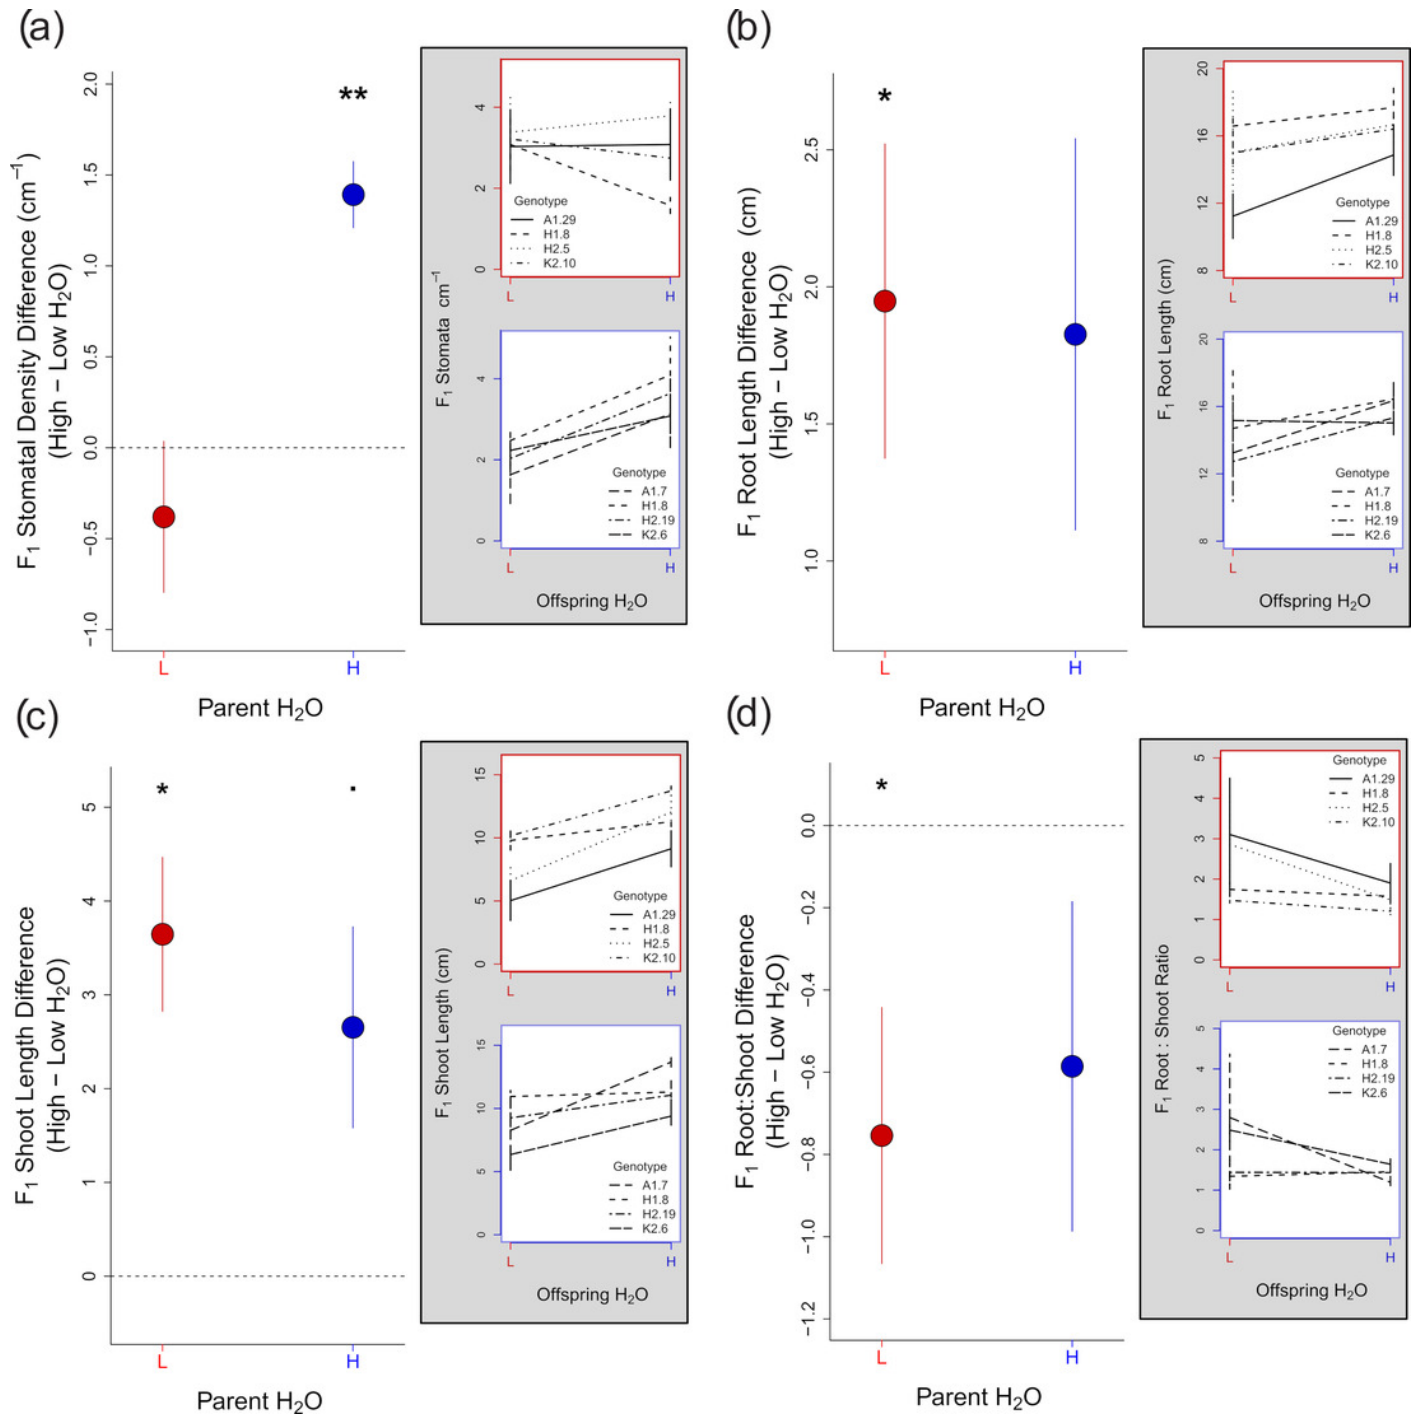 (a)
F₁ Stomatal Density Difference (cm⁻¹)
(High − Low H₂O)
2.0
1.5
1.0
0.5
0.0
−0.5
−1.0
**
L
H
Parent H₂O
F₁ Stomata cm⁻¹
4
2
0
Genotype
A1.29
H1.8
H2.5
K2.10
L
H
4
2
0
Genotype
A1.7
H1.8
H2.19
K2.6
L
H
Offspring H₂O
(b)
F₁ Root Length Difference (cm)
(High − Low H₂O)
2.5
2.0
1.5
1.0
*
L
H
Parent H₂O
F₁ Root Length (cm)
20
16
12
8
Genotype
A1.29
H1.8
H2.5
K2.10
L
H
20
16
12
8
Genotype
A1.7
H1.8
H2.19
K2.6
L
H
Offspring H₂O
(c)
F₁ Shoot Length Difference
(High − Low H₂O)
5
4
3
2
1
0
*
.
L
H
Parent H₂O
F₁ Shoot Length (cm)
15
10
5
0
Genotype
A1.29
H1.8
H2.5
K2.10
L
H
15
10
5
0
Genotype
A1.7
H1.8
H2.19
K2.6
L
H
Offspring H₂O
(d)
F₁ Root:Shoot Difference
(High − Low H₂O)
0.0
−0.2
−0.4
−0.6
−0.8
−1.0
−1.2
*
L
H
Parent H₂O
F₁ Root : Shoot Ratio
5
4
3
2
1
0
Genotype
A1.29
H1.8
H2.5
K2.10
L
H
5
4
3
2
1
0
Genotype
A1.7
H1.8
H2.19
K2.6
L
H
Offspring H₂O